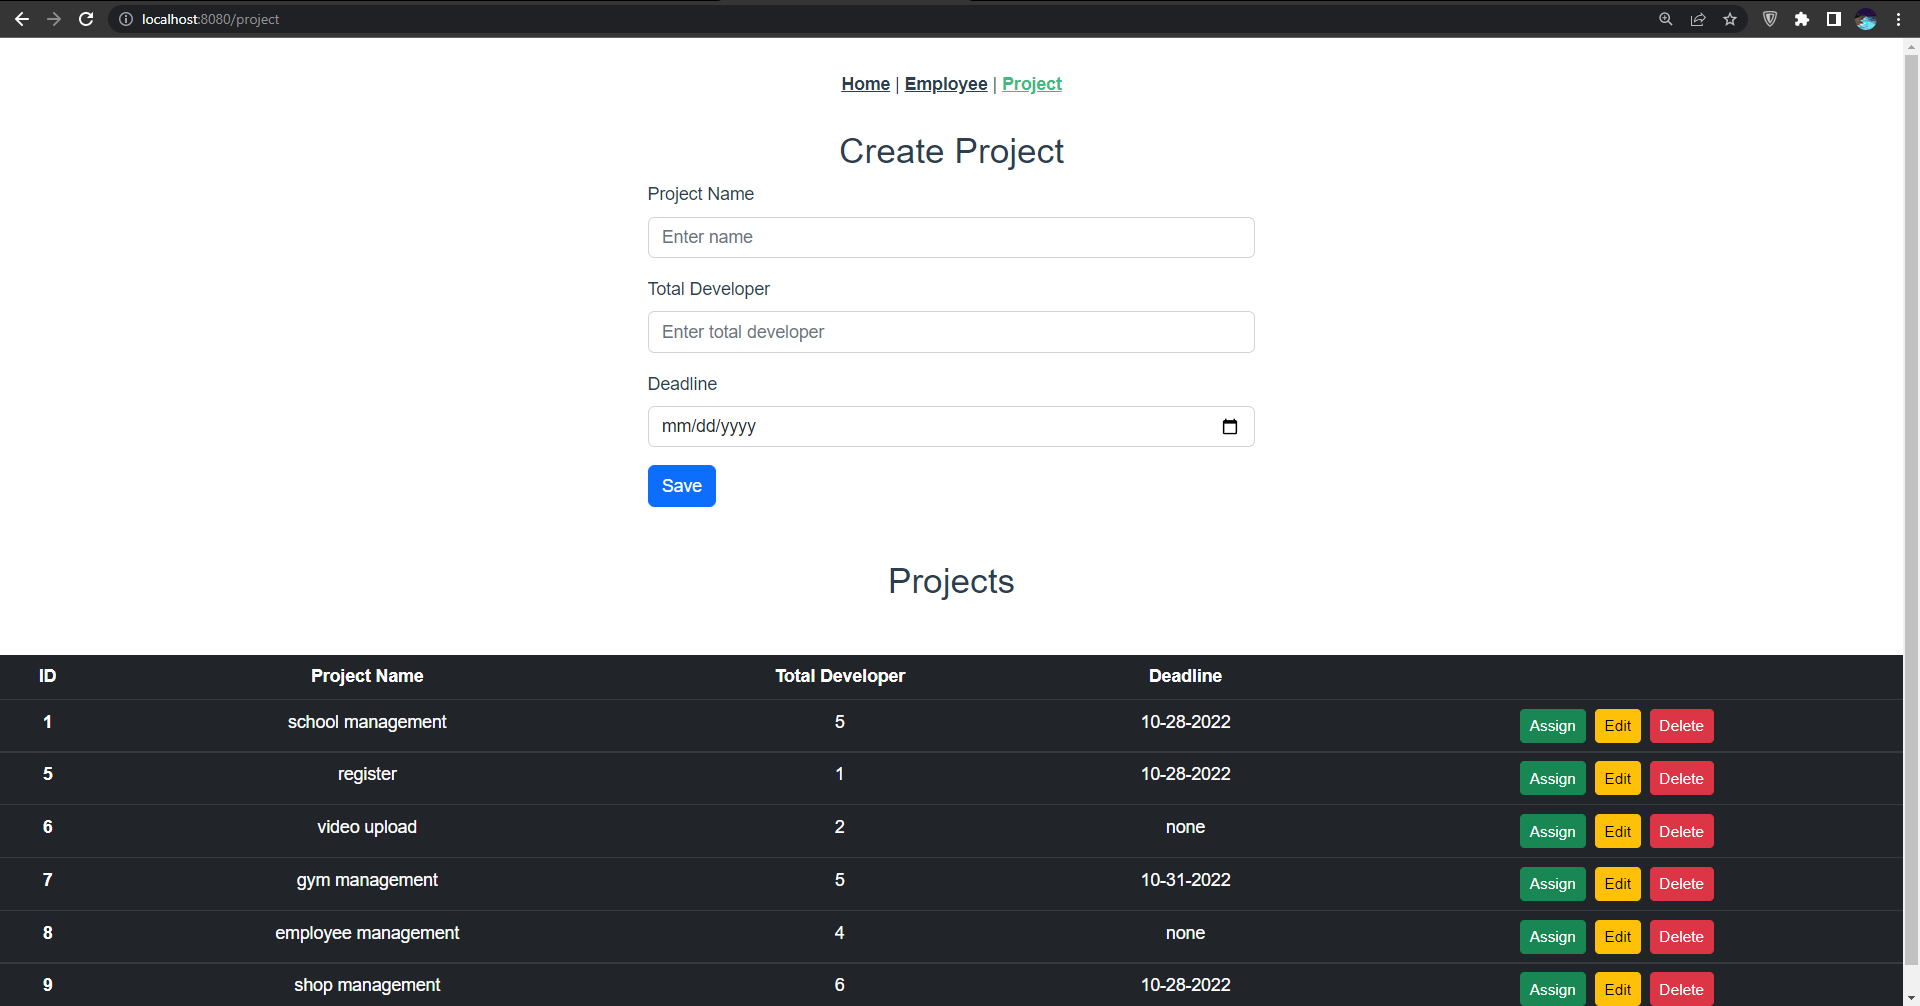 localhost:8080/project
Home | Employee | Project
Create Project
Project Name
Enter name
Total Developer
Enter total developer
Deadline
mm/dd/yyyy
Save
Projects
ID Project Name Total Developer Deadline
1 school management 5 10-28-2022 Assign Edit Delete
5 register 1 10-28-2022 Assign Edit Delete
6 video upload 2 none Assign Edit Delete
7 gym management 5 10-31-2022 Assign Edit Delete
8 employee management 4 none Assign Edit Delete
9 shop management 6 10-28-2022 Assign Edit Delete